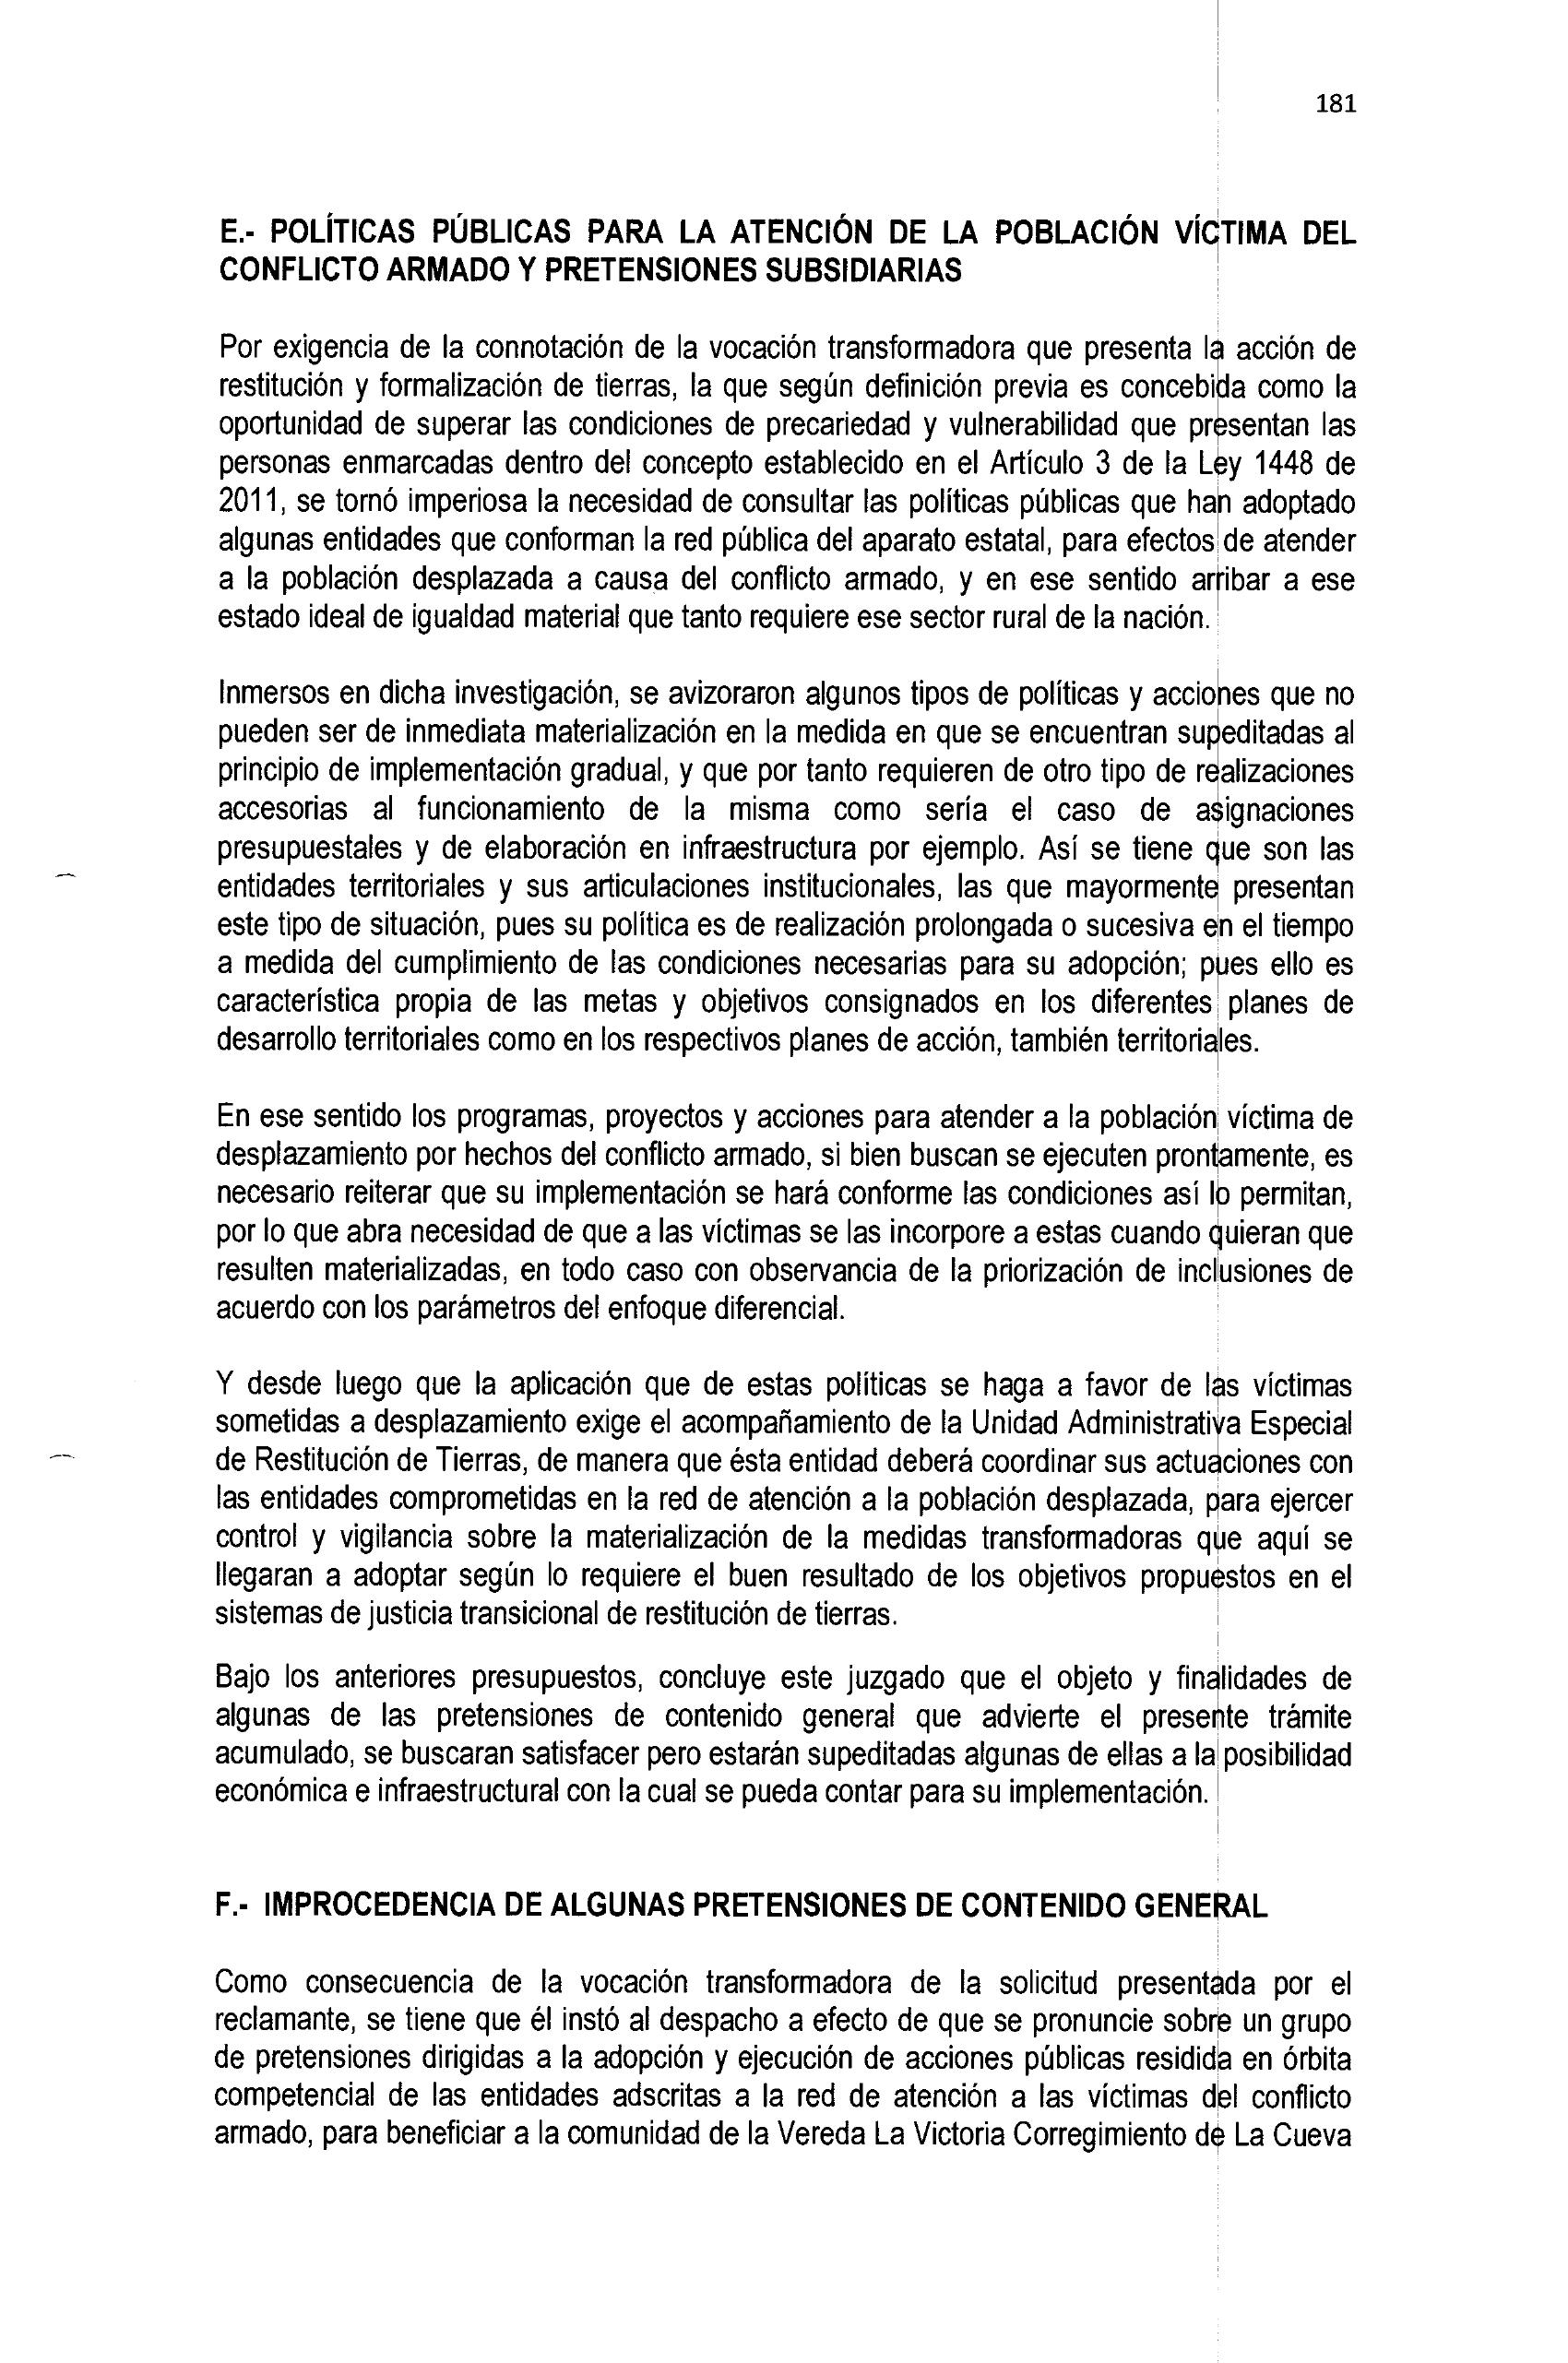 181
E.- POLÍTICAS PÚBLICAS PARA LA ATENCIÓN DE LA POBLACIÓN VÍCTIMA DEL
CONFLICTO ARMADO Y PRETENSIONES SUBSIDIARIAS
Por exigencia de la connotación de la vocación transformadora que presenta la acción de
restitución y formalización de tierras, la que según definición previa es concebida como la
oportunidad de superar las condiciones de precariedad y vulnerabilidad que presentan las
personas enmarcadas dentro del concepto establecido en el Artículo 3 de la Ley 1448 de
2011, se tornó imperiosa la necesidad de consultar las políticas públicas que han adoptado
algunas entidades que conforman la red pública del aparato estatal, para efectos de atender
a la población desplazada a causa del conflicto armado, y en ese sentido arribar a ese
estado ideal de igualdad material que tanto requiere ese sector rural de la nación.
Inmersos en dicha investigación, se avizoraron algunos tipos de políticas y acciones que no
pueden ser de inmediata materialización en la medida en que se encuentran supeditadas al
principio de implementación gradual, y que por tanto requieren de otro tipo de realizaciones
accesorias al funcionamiento de la misma como sería el caso de asignaciones
presupuestales y de elaboración en infraestructura por ejemplo. Así se tiene que son las
entidades territoriales y sus articulaciones institucionales, las que mayormente presentan
este tipo de situación, pues su política es de realización prolongada o sucesiva en el tiempo
a medida del cumplimiento de las condiciones necesarias para su adopción; pues ello es
característica propia de las metas y objetivos consignados en los diferentes planes de
desarrollo territoriales como en los respectivos planes de acción, también territoriales.
En ese sentido los programas, proyectos y acciones para atender a la población víctima de
desplazamiento por hechos del conflicto armado, si bien buscan se ejecuten prontamente, es
necesario reiterar que su implementación se hará conforme las condiciones así lo permitan,
por lo que abra necesidad de que a las víctimas se las incorpore a estas cuando quieran que
resulten materializadas, en todo caso con observancia de la priorización de inclusiones de
acuerdo con los parámetros del enfoque diferencial.
Y desde luego que la aplicación que de estas políticas se haga a favor de las víctimas
sometidas a desplazamiento exige el acompañamiento de la Unidad Administrativa Especial
de Restitución de Tierras, de manera que ésta entidad deberá coordinar sus actuaciones con
las entidades comprometidas en la red de atención a la población desplazada, para ejercer
control y vigilancia sobre la materialización de la medidas transformadoras que aquí se
llegaran a adoptar según lo requiere el buen resultado de los objetivos propuestos en el
sistemas de justicia transicional de restitución de tierras.
Bajo los anteriores presupuestos, concluye este juzgado que el objeto y finalidades de
algunas de las pretensiones de contenido general que advierte el presente trámite
acumulado, se buscaran satisfacer pero estarán supeditadas algunas de ellas a la posibilidad
económica e infraestructural con la cual se pueda contar para su implementación.
F.- IMPROCEDENCIA DE ALGUNAS PRETENSIONES DE CONTENIDO GENERAL
Como consecuencia de la vocación transformadora de la solicitud presentada por el
reclamante, se tiene que él instó al despacho a efecto de que se pronuncie sobre un grupo
de pretensiones dirigidas a la adopción y ejecución de acciones públicas residida en órbita
competencial de las entidades adscritas a la red de atención a las víctimas del conflicto
armado, para beneficiar a la comunidad de la Vereda La Victoria Corregimiento de La Cueva